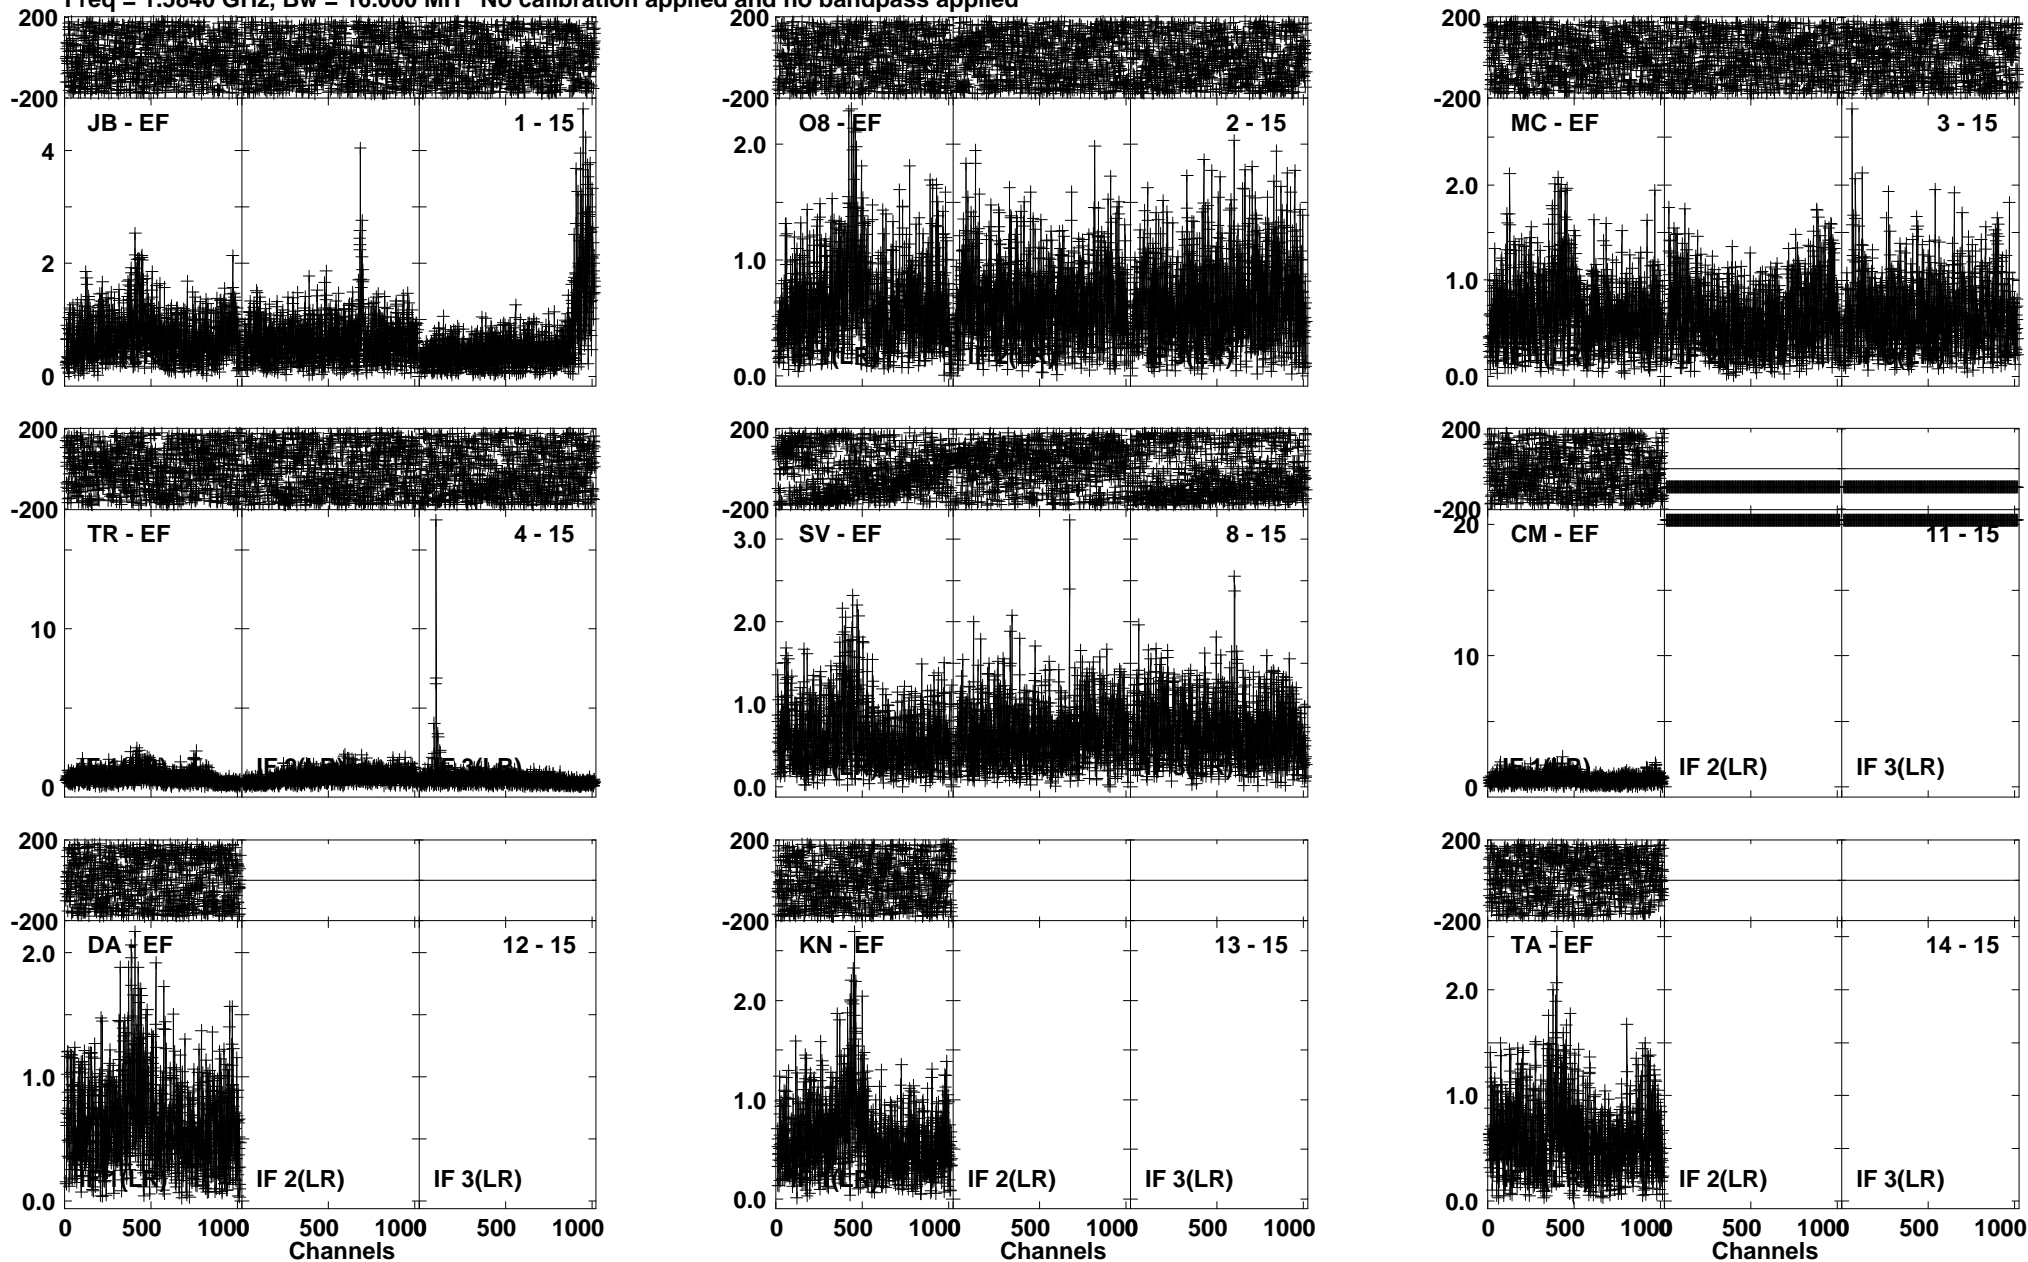 No calibration applied and no bandpass applied
200 200 200
-200 -200 -200
JB - EF 1 - 15 O8 - EF 2 - 15 MC - EF 3 - 15
4 2.0 2.0
2 1.0 1.0
0 0.0 0.0
200 200 200
-200 -200 -200
TR - EF 4 - 15 SV - EF 8 - 15 CM - EF 11 - 15
10 3.0 20
0 2.0 10
1.0 0
0.0
IF 2(LR) IF 3(LR)
200 200 200
-200 -200 -200
DA - EF 12 - 15 KN - EF 13 - 15 TA - EF 14 - 15
2.0 2.0 2.0
1.0 1.0 1.0
0.0 0.0 0.0
IF 2(LR) IF 3(LR) IF 2(LR) IF 3(LR) IF 2(LR) IF 3(LR)
0 500 1000 500 1000 500 1000 0 500 1000 500 1000 500 1000 0 500 1000 500 1000 500 1000
Channels Channels Channels